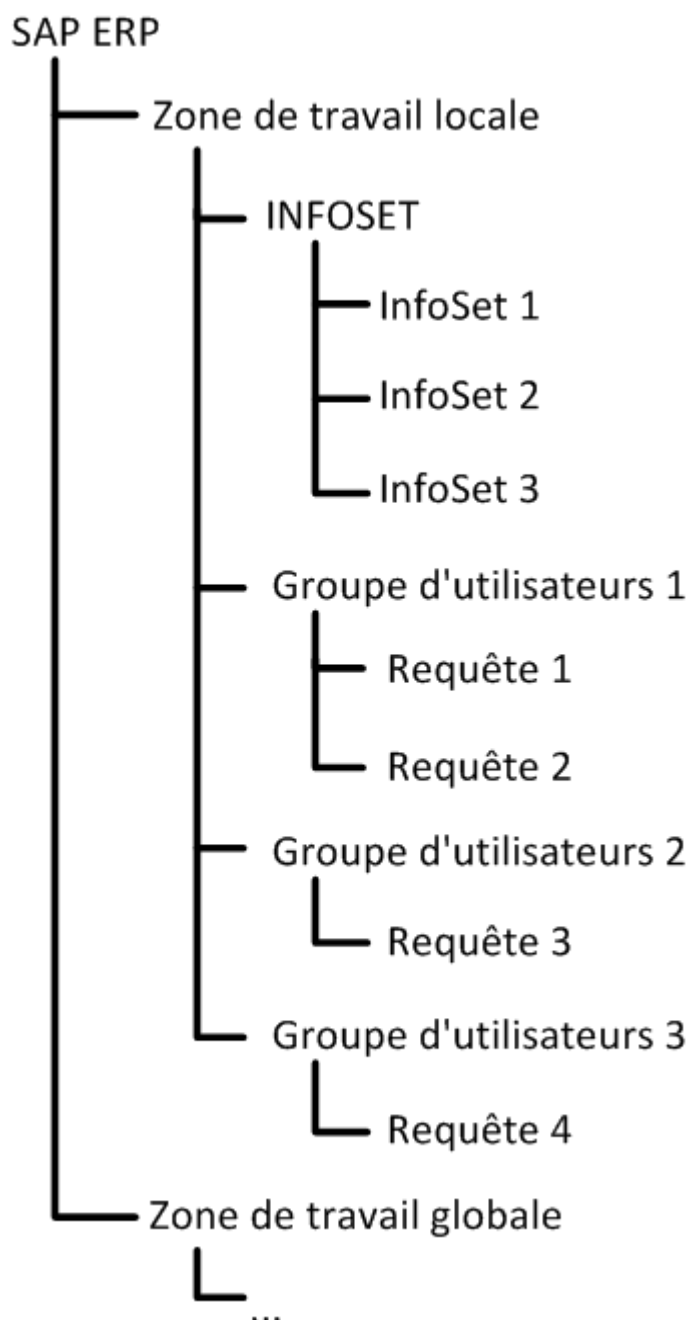 SAP ERP
Zone de travail locale
INFOSET
InfoSet 1
InfoSet 2
InfoSet 3
Groupe d'utilisateurs 1
Requête 1
Requête 2
Groupe d'utilisateurs 2
Requête 3
Groupe d'utilisateurs 3
Requête 4
Zone de travail globale
...